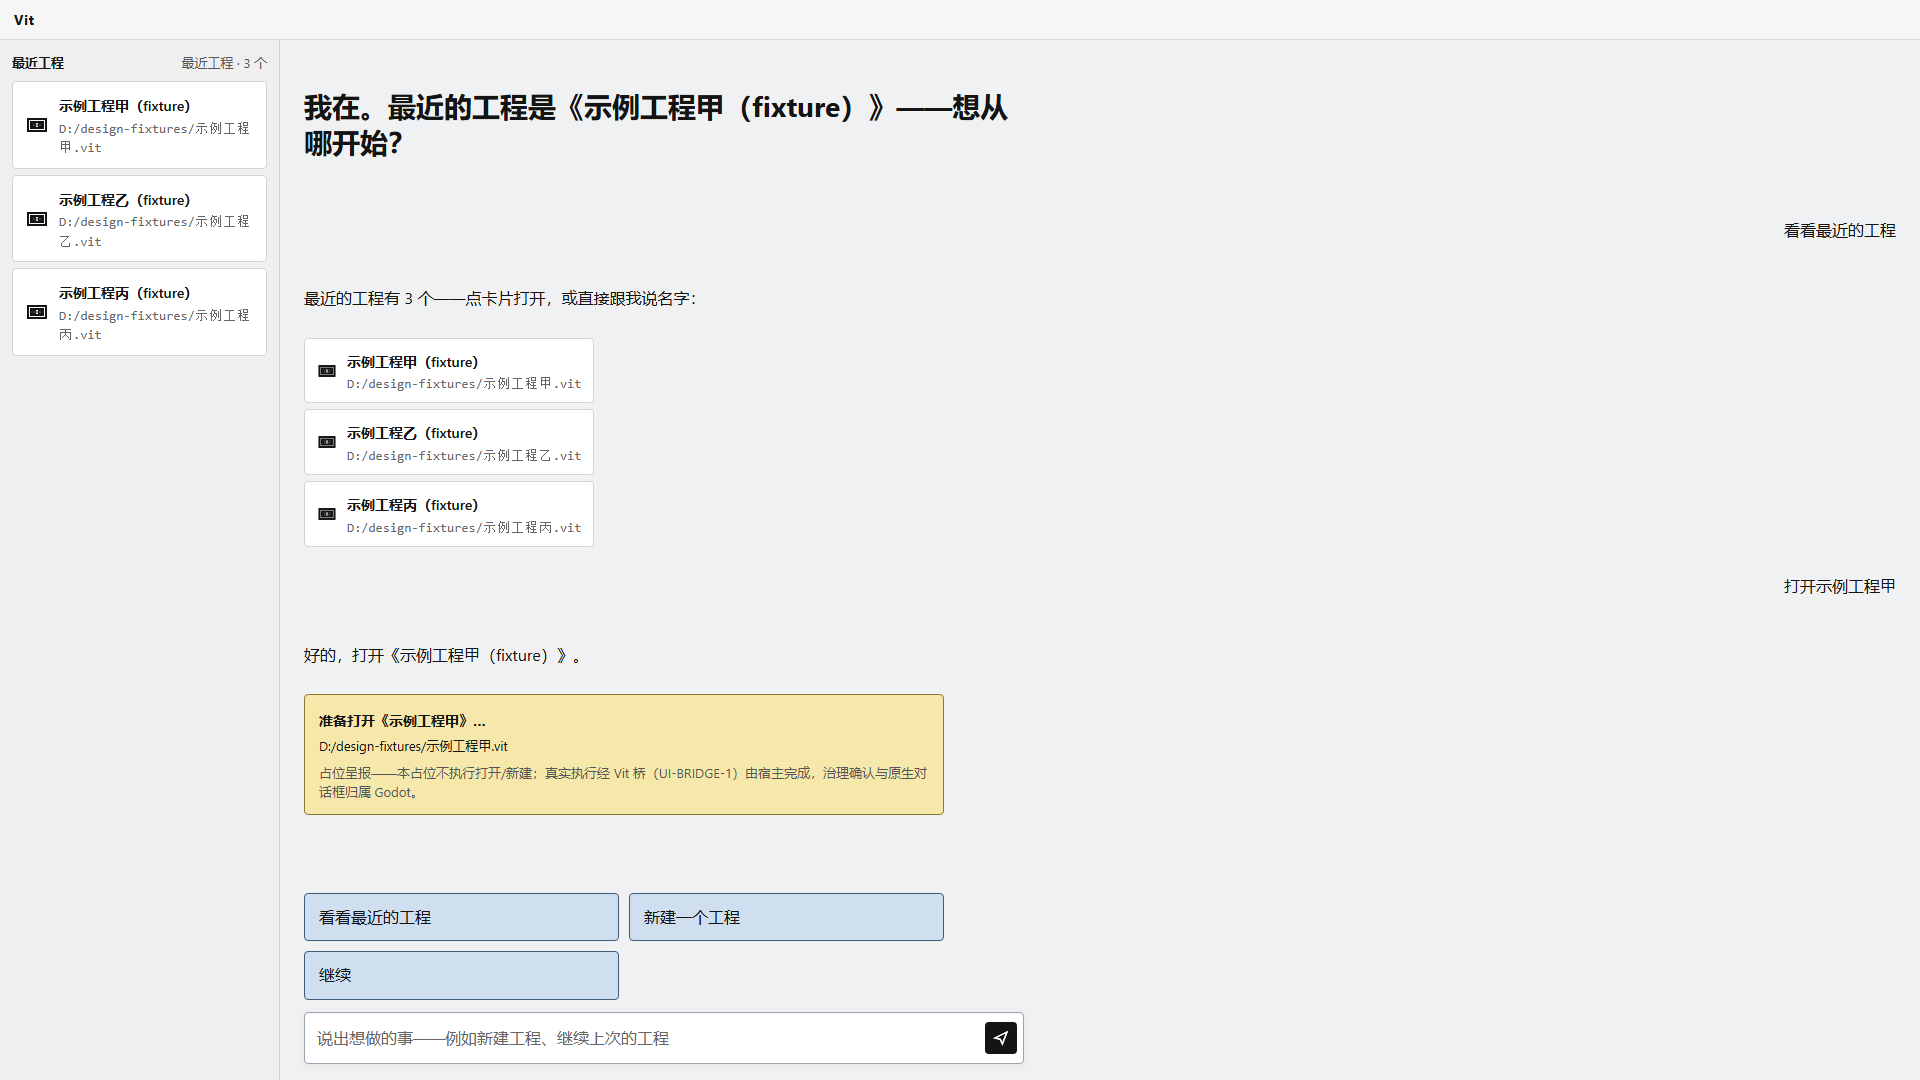 Vit
最近工程
最近工程 · 3 个
示例工程甲（fixture）
D:/design-fixtures/示例工程
甲.vit
示例工程乙（fixture）
D:/design-fixtures/示例工程
乙.vit
示例工程丙（fixture）
D:/design-fixtures/示例工程
丙.vit
我在。最近的工程是《示例工程甲（fixture）》——想从
哪开始？
看看最近的工程
最近的工程有 3 个——点卡片打开，或直接跟我说名字：
示例工程甲（fixture）
D:/design-fixtures/示例工程甲.vit
示例工程乙（fixture）
D:/design-fixtures/示例工程乙.vit
示例工程丙（fixture）
D:/design-fixtures/示例工程丙.vit
打开示例工程甲
好的，打开《示例工程甲（fixture）》。
准备打开《示例工程甲》…
D:/design-fixtures/示例工程甲.vit
占位呈报——本占位不执行打开/新建；真实执行经 Vit 桥（UI-BRIDGE-1）由宿主完成，治理确认与原生对
话框归属 Godot。
看看最近的工程
新建一个工程
继续
说出想做的事——例如新建工程、继续上次的工程